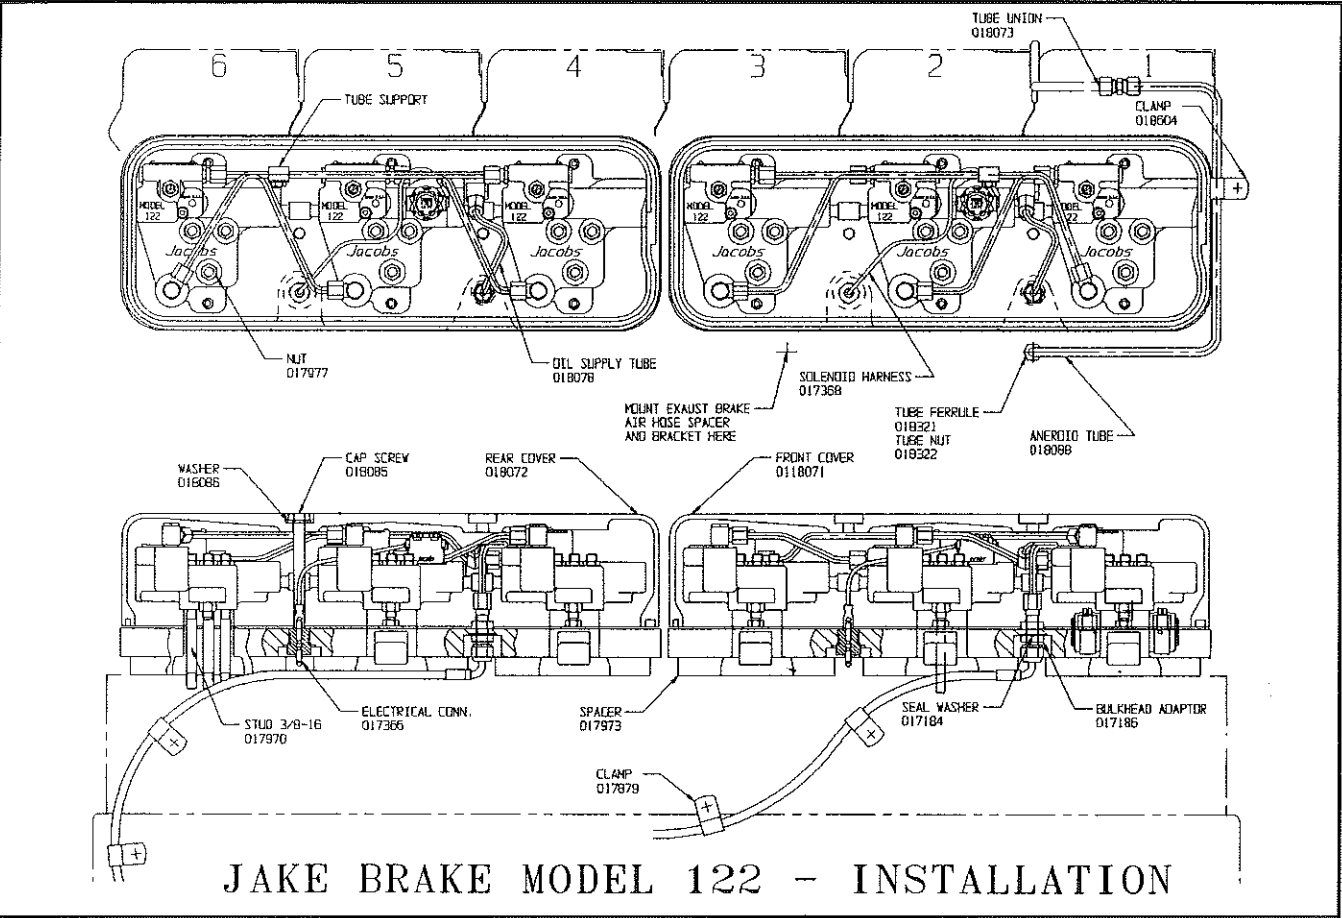 TUBE UNION
018073
6
5
4
3
2
1
TUBE SUPPORT
CLAMP
018604
MODEL
122
MODEL
122
MODEL
122
MODEL
122
MODEL
122
22
Jacobs
Jacobs
Jacobs
Jacobs
Jacobs
Jacobs
NUT
017977
OIL SUPPLY TUBE
018078
SOLENOID HARNESS
017368
MOUNT EXAUST BRAKE
AIR HOSE SPACER
AND BRACKET HERE
TUBE FERRULE
018321
TUBE NUT
018322
ANEROID TUBE
018088
WASHER
018086
CAP SCREW
018085
REAR COVER
018072
FRONT COVER
0118071
STUD 3/8-16
017970
ELECTRICAL CONN.
017366
SPACER
017973
SEAL WASHER
017184
BULKHEAD ADAPTOR
017186
CLAMP
017879
JAKE BRAKE MODEL 122 - INSTALLATION